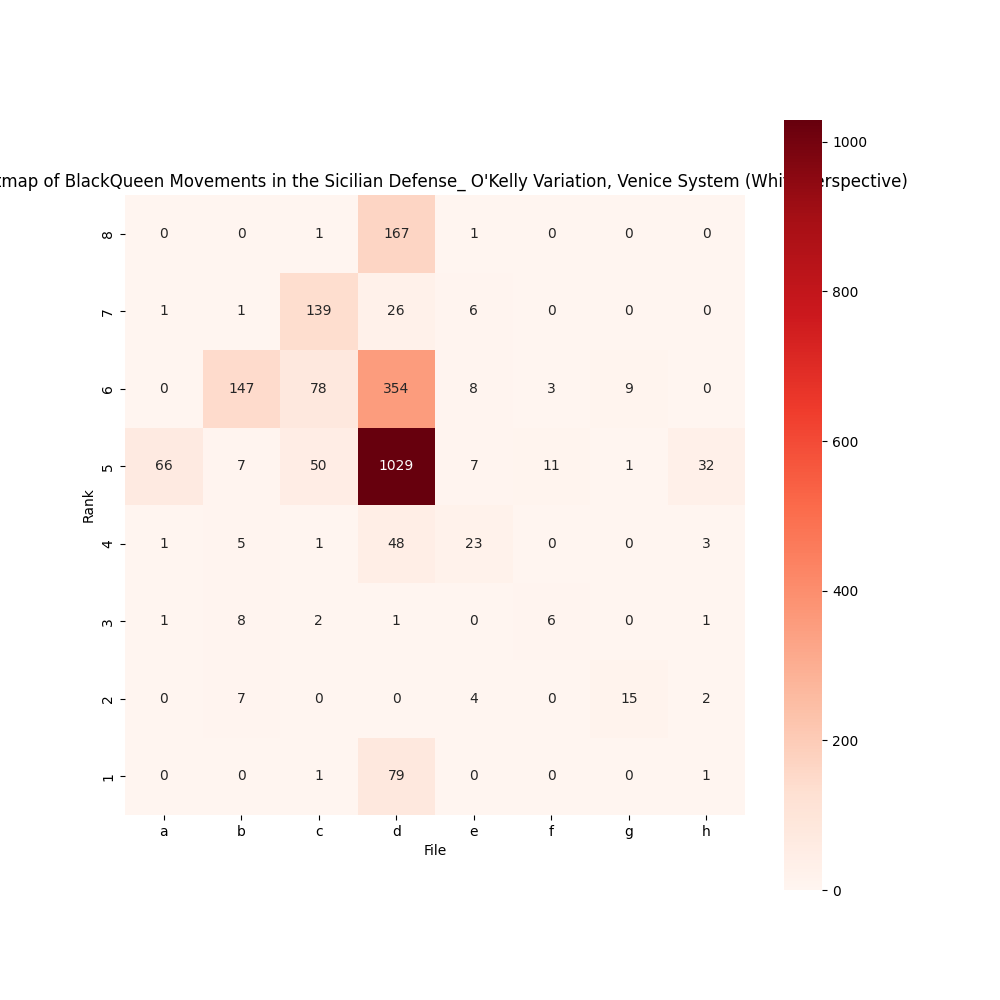 1000
tmap of BlackQueen Movements in the Sicilian Defense_ O'Kelly Variation, Venice System (White Perspective)
8 0 0 1 167 1 0 0 0
800
7 1 1 139 26 6 0 0 0
6 0 147 78 354 8 3 9 0
600
5 66 7 50 1029 7 11 1 32
Rank
4 1 5 1 48 23 0 0 3
400
3 1 8 2 1 0 6 0 1
2 0 7 0 0 4 0 15 2
200
1 0 0 1 79 0 0 0 1
a b c d e f g h
File
0